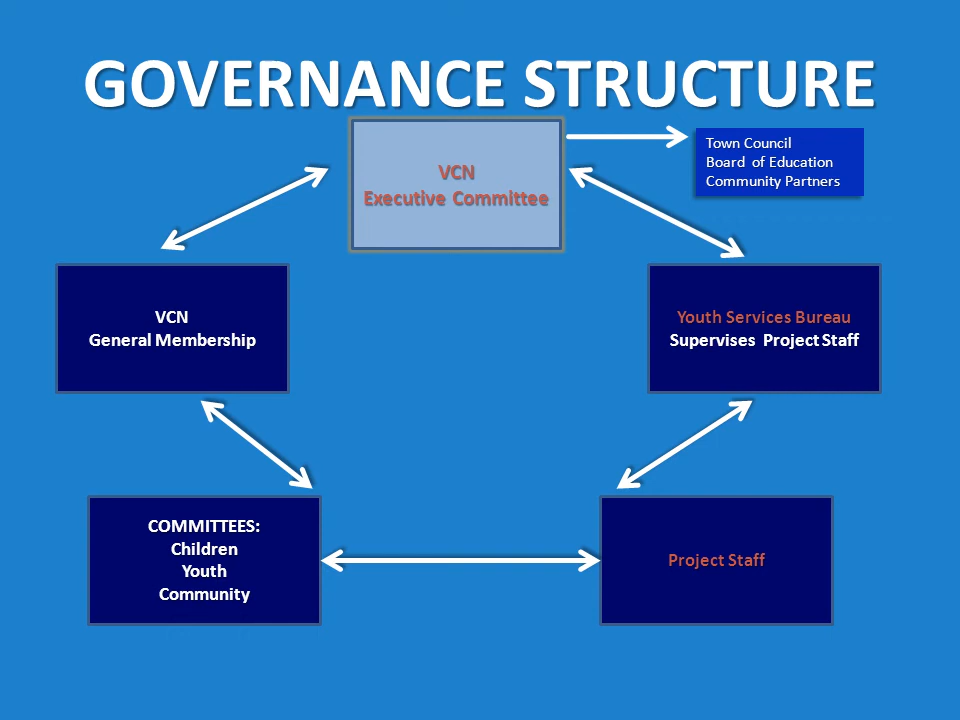 GOVERNANCE STRUCTURE
VCN
Executive Committee
Town Council
Board of Education
Community Partners
VCN
General Membership
Youth Services Bureau
Supervises Project Staff
COMMITTEES:
Children
Youth
Community
Project Staff